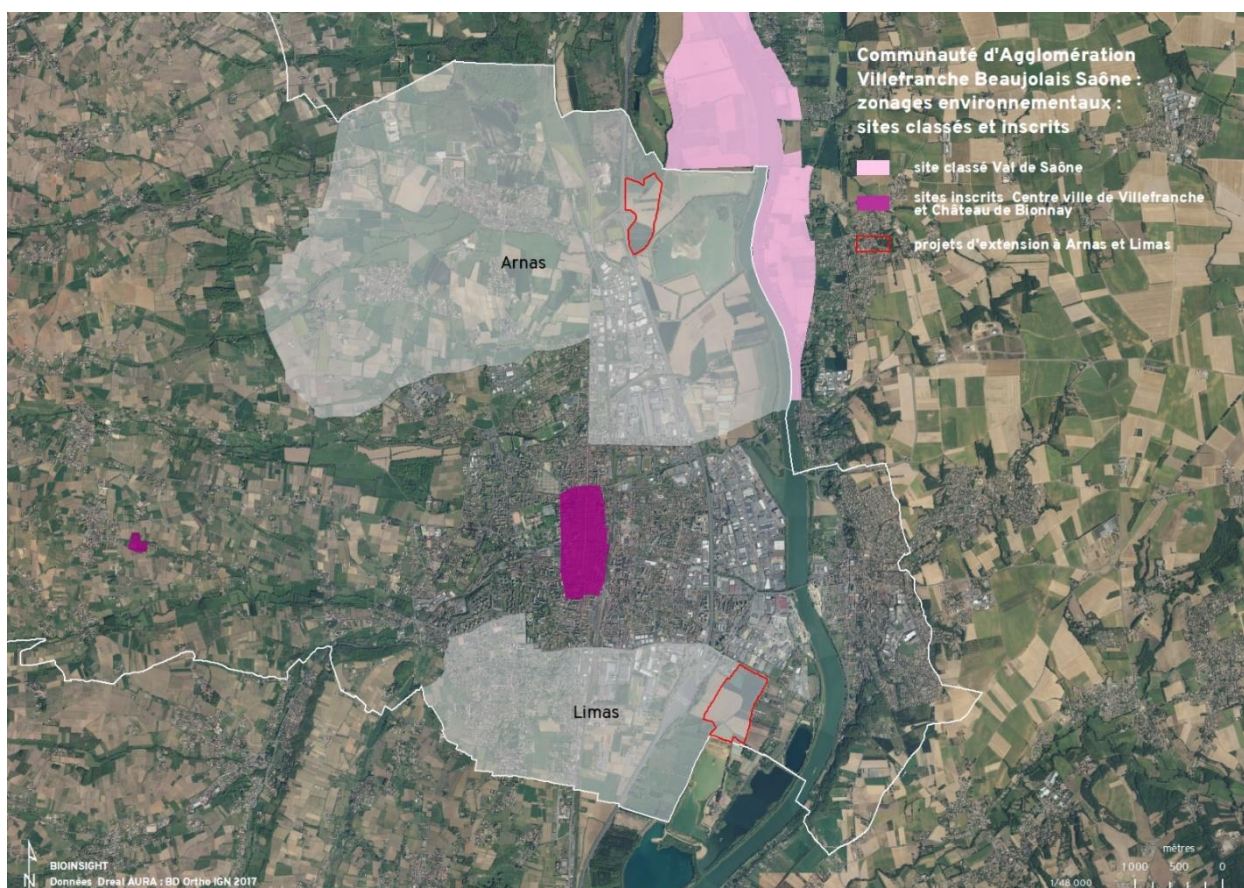 Communauté d'Agglomération
Villefranche Beaujolais Saône :
zonages environnementaux :
sites classés et inscrits
site classé Val de Saône
sites inscrits Centre ville de Villefranche
et Château de Bionnay
projets d'extension à Arnas et Limas
Arnas
Limas
N
BIOINSIGHT
Données Dreal AURA : BD Ortho IGN 2017
mètres
1 000 500 0
1/48 000